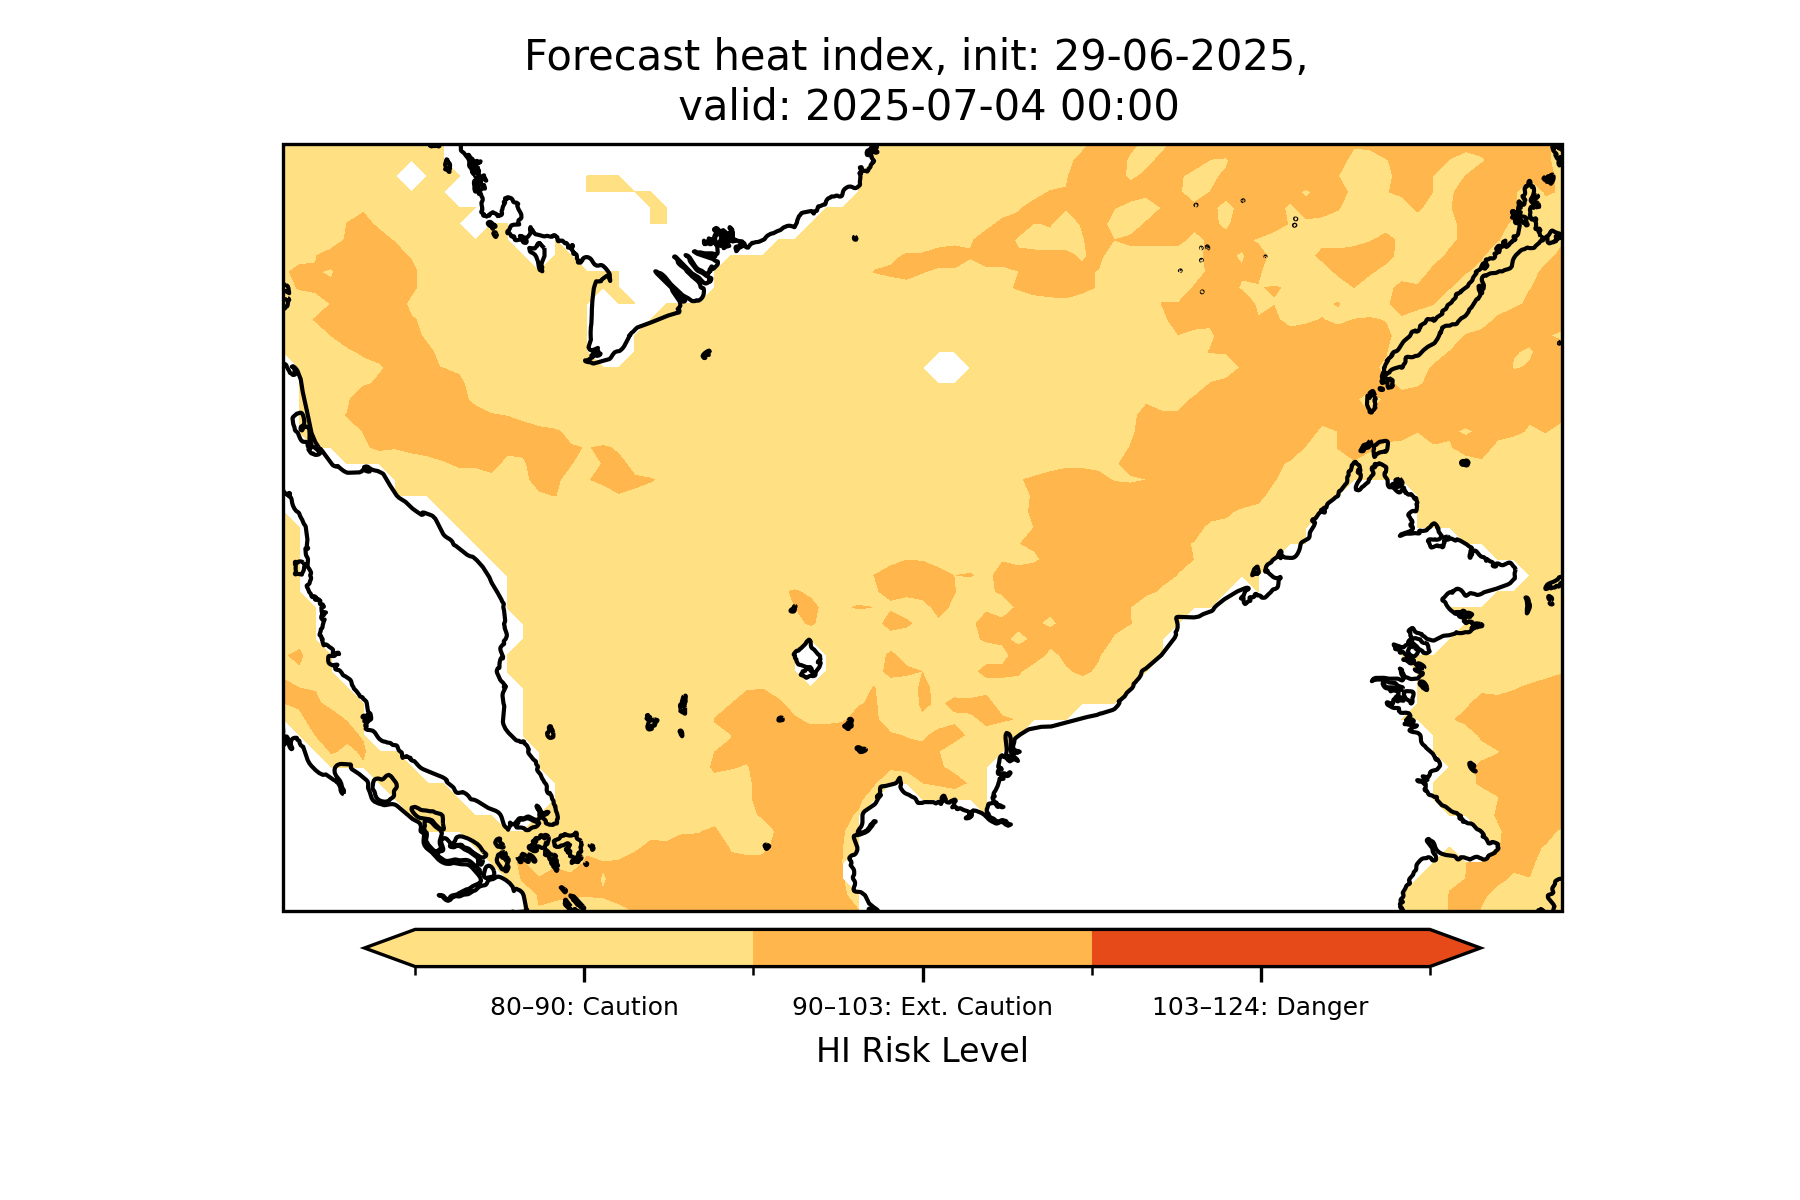 Forecast heat index, init: 29-06-2025,
valid: 2025-07-04 00:00
80–90: Caution
90–103: Ext. Caution
103–124: Danger
HI Risk Level